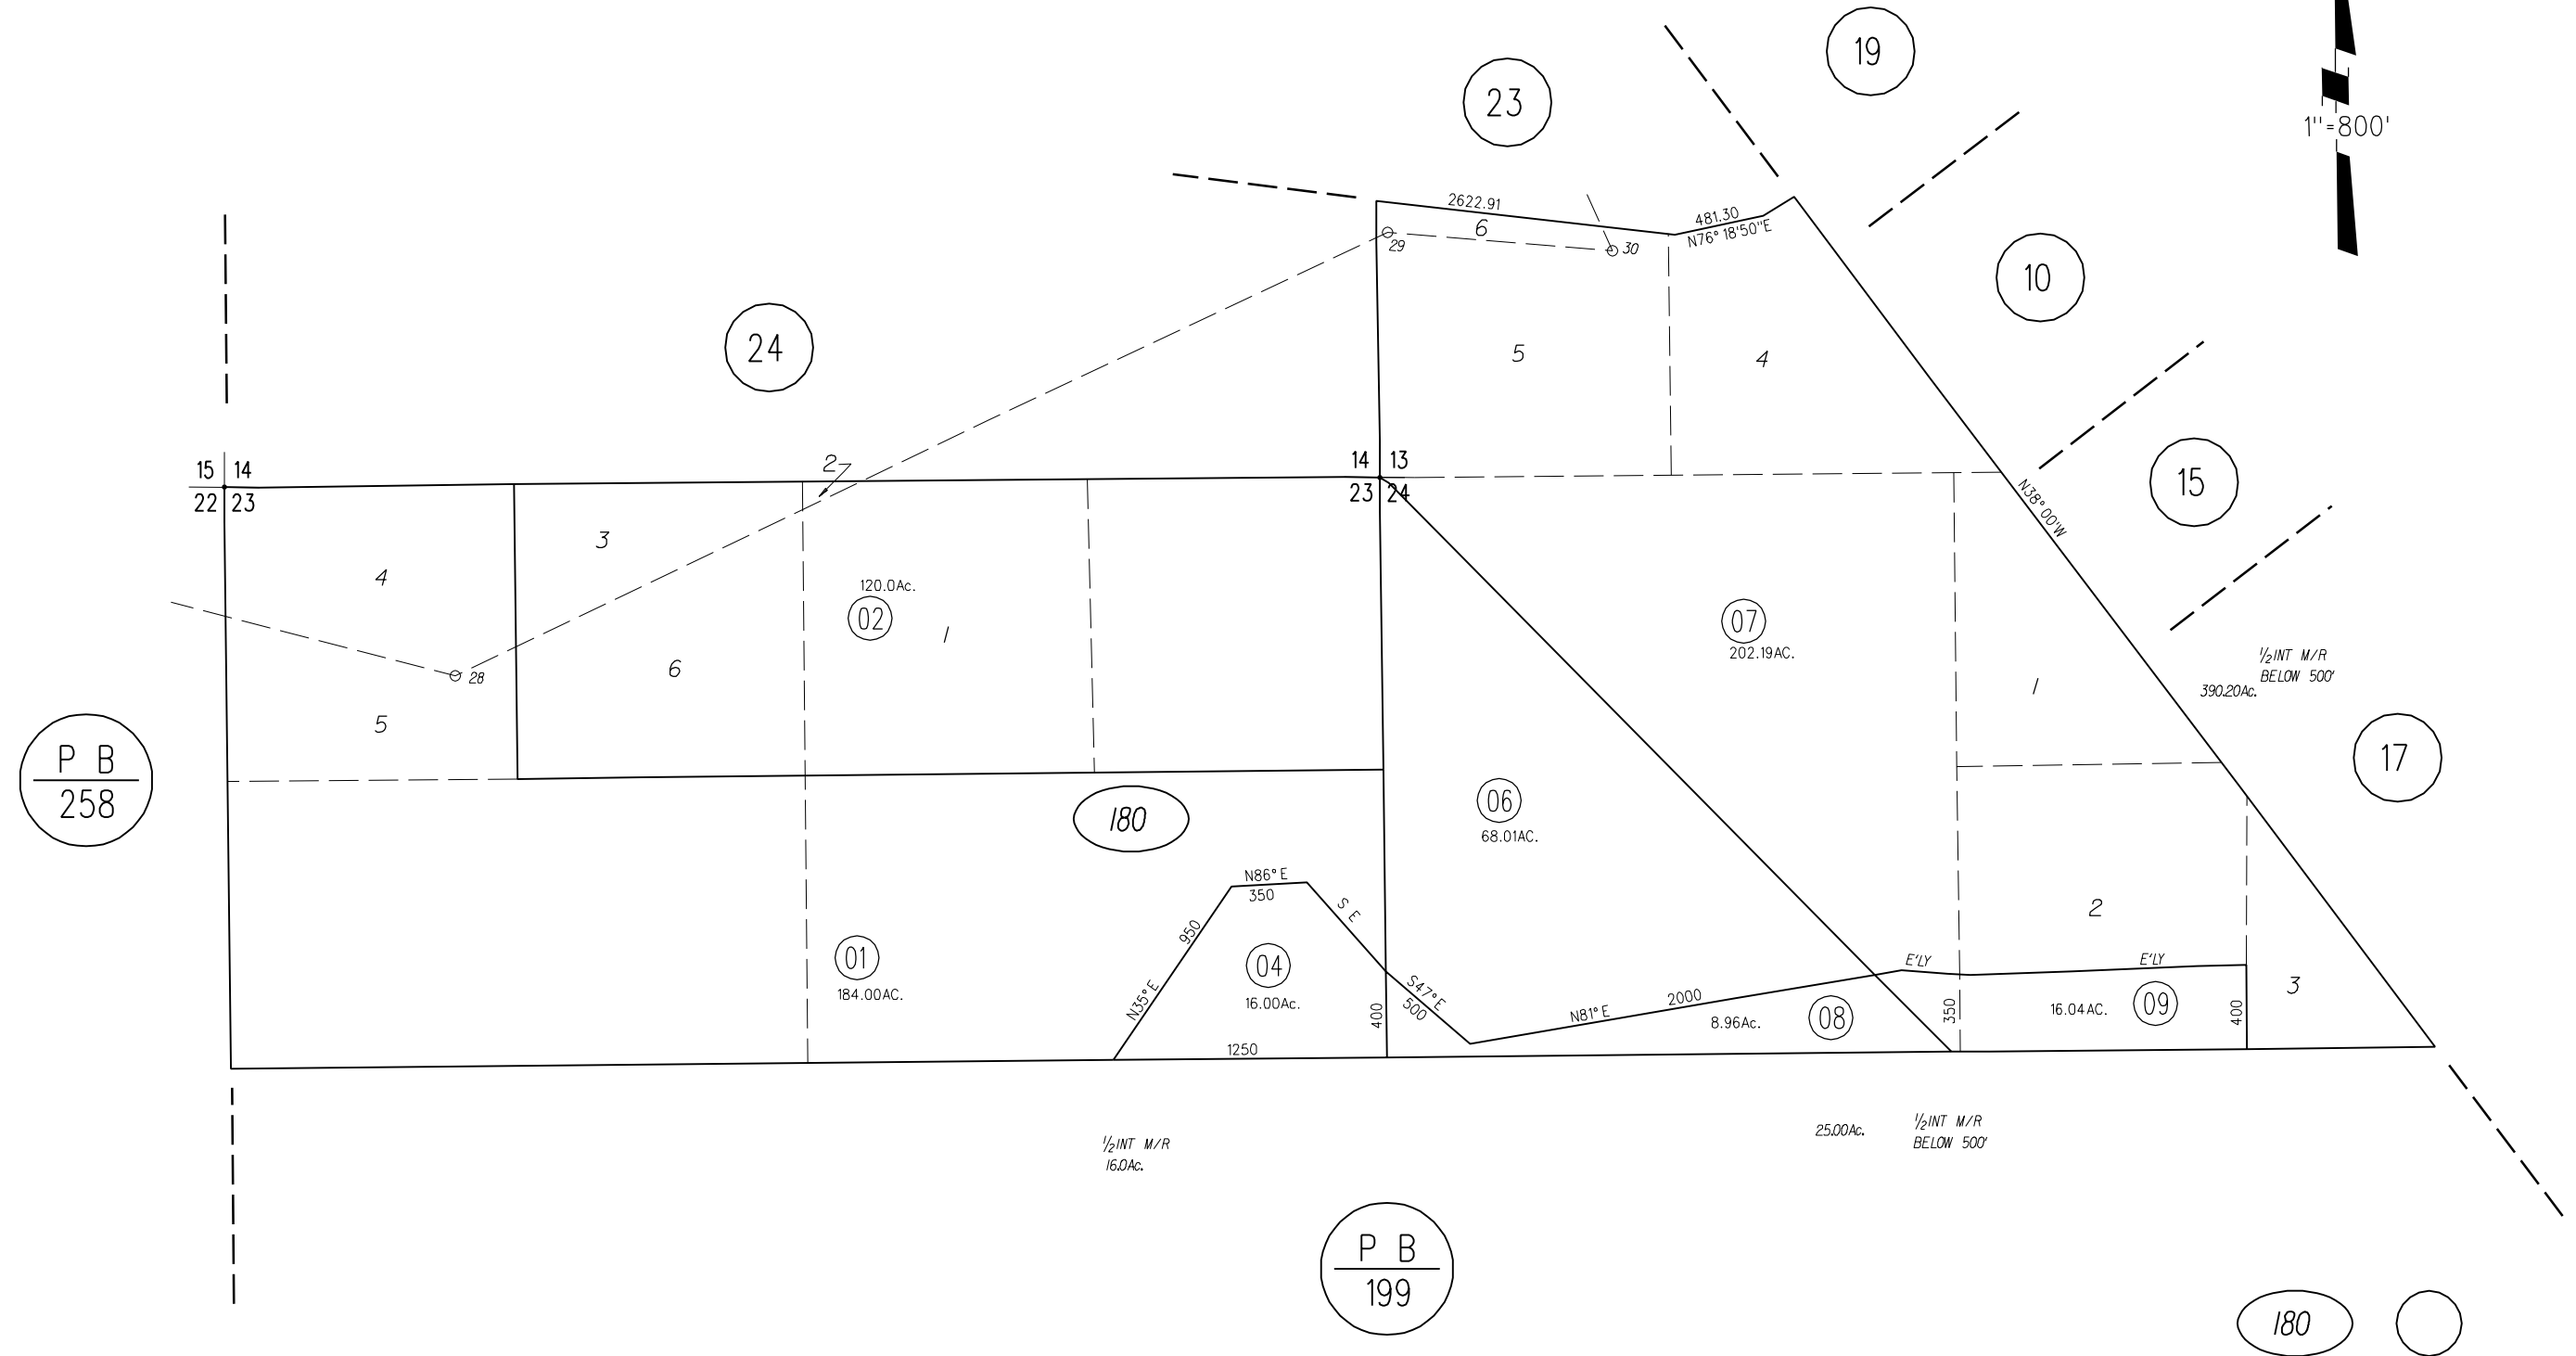 19
23
1"=800'
2622.91
6
481.30
N76° 18'50"E
29
30
10
24
5
4
2
15 14
22 23
14 13
23 24
15
N38° 00'W
3
4
120.0Ac.
02
1
07
202.19AC.
½INT M/R
BELOW 500'
390.20Ac.
28
6
1
5
17
P B
258
180
06
68.01AC.
N86° E
350
S E
950
2
01
184.00AC.
04
16.00Ac.
N35° E
400
S47° E
500
N81° E
2000
E'LY
E'LY
8.96Ac.
08
350
16.04AC.
09
400
3
1250
½INT M/R
16.0Ac.
25.00Ac.
½INT M/R
BELOW 500'
P B
199
180